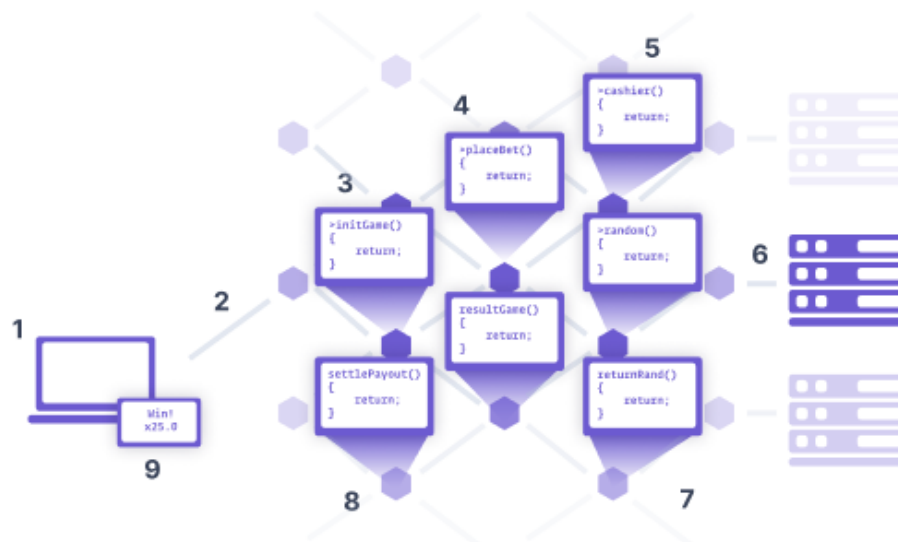 5
>cashier()
{
return;
}
4
>placeBet()
{
return;
}
3
>initGame()
{
return;
}
>random()
{
return;
}
6
2
resultGame()
{
return;
}
1
settlePayout()
{
return;
}
returnRand()
{
return;
}
Win!
x25.0
9
8
7